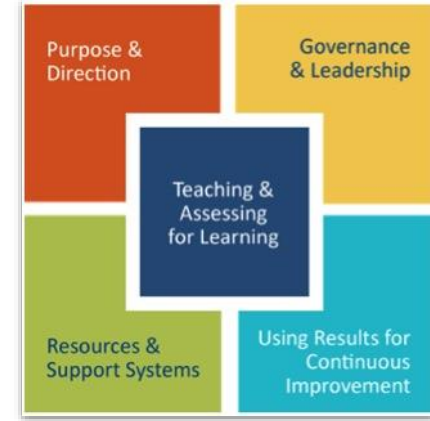 Purpose &
Direction
Governance
& Leadership
Teaching &
Assessing
for Learning
Resources &
Support Systems
Using Results for
Continuous
Improvement